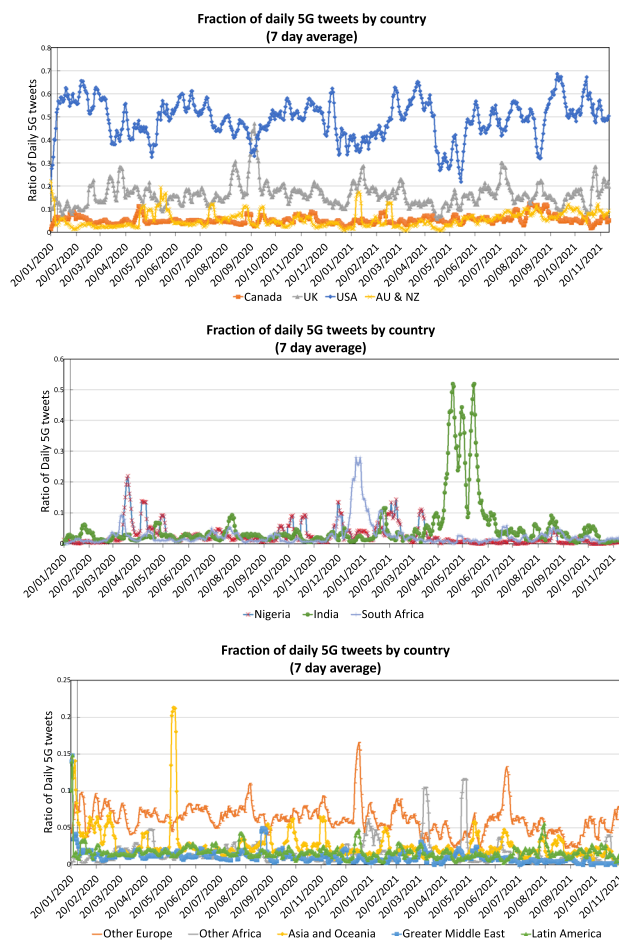 Fraction of daily 5G tweets by country
(7 day average)
Ratio of Daily 5G tweets
0.8
0.7
0.6
0.5
0.4
0.3
0.2
0.1
0
20/01/2020 20/02/2020 20/03/2020 20/04/2020 20/05/2020 20/06/2020 20/07/2020 20/08/2020 20/09/2020 20/10/2020 20/11/2020 20/12/2020 20/01/2021 20/02/2021 20/03/2021 20/04/2021 20/05/2021 20/06/2021 20/07/2021 20/08/2021 20/09/2021 20/10/2021 20/11/2021
Canada UK USA AU & NZ
Fraction of daily 5G tweets by country
(7 day average)
Ratio of Daily 5G tweets
0.6
0.5
0.4
0.3
0.2
0.1
0
20/01/2020 20/02/2020 20/03/2020 20/04/2020 20/05/2020 20/06/2020 20/07/2020 20/08/2020 20/09/2020 20/10/2020 20/11/2020 20/12/2020 20/01/2021 20/02/2021 20/03/2021 20/04/2021 20/05/2021 20/06/2021 20/07/2021 20/08/2021 20/09/2021 20/10/2021 20/11/2021
Nigeria India South Africa
Fraction of daily 5G tweets by country
(7 day average)
Ratio of Daily 5G tweets
0.25
0.2
0.15
0.1
0.05
0
20/01/2020 20/02/2020 20/03/2020 20/04/2020 20/05/2020 20/06/2020 20/07/2020 20/08/2020 20/09/2020 20/10/2020 20/11/2020 20/12/2020 20/01/2021 20/02/2021 20/03/2021 20/04/2021 20/05/2021 20/06/2021 20/07/2021 20/08/2021 20/09/2021 20/10/2021 20/11/2021
Other Europe Other Africa Asia and Oceania Greater Middle East Latin America